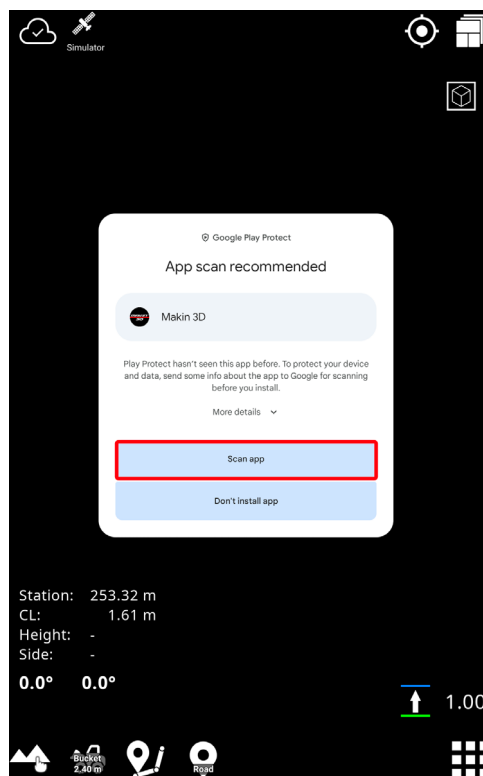 Simulator
Google Play Protect
App scan recommended
Makin 3D
Play Protect hasn't seen this app before. To protect your device
and data, send some info about the app to Google for scanning
before you install.
More details
Scan app
Don't install app
Station: 253.32 m
CL: 1.61 m
Height: -
Side: -
0.0° 0.0°
1.00
Bucket
2.40 m
Road